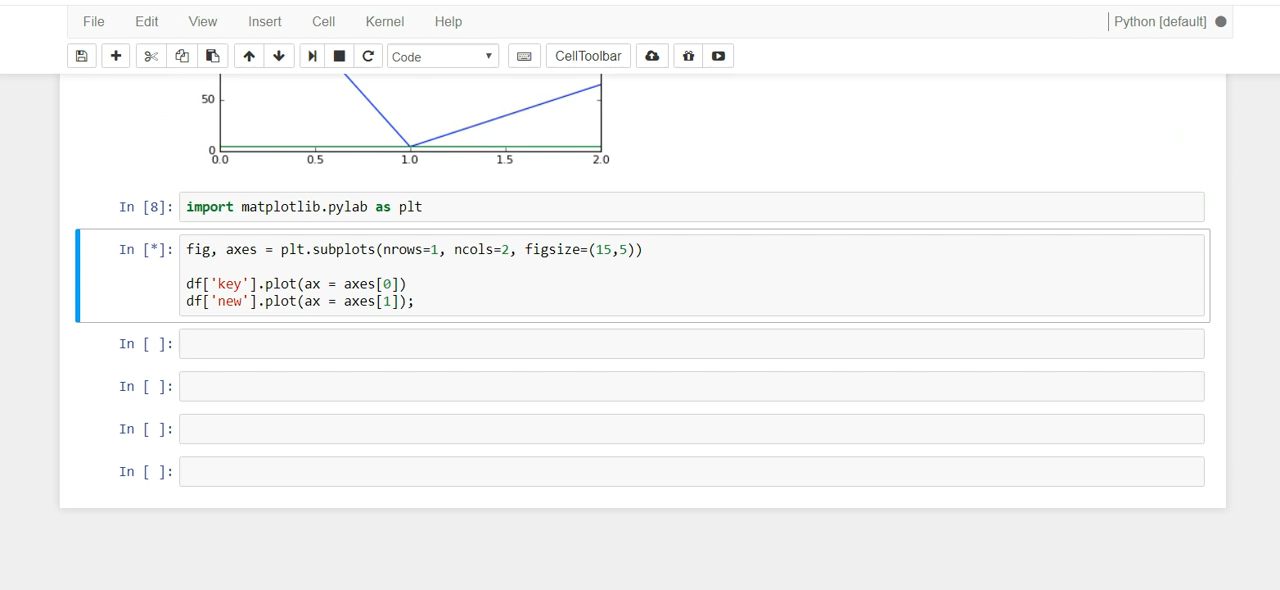 File Edit View Insert Cell Kernel Help Python [default]
Code CellToolbar
50
0
0.0 0.5 1.0 1.5 2.0
In [8]: import matplotlib.pylab as plt
In [*]: fig, axes = plt.subplots(nrows=1, ncols=2, figsize=(15,5))
df['key'].plot(ax = axes[0])
df['new'].plot(ax = axes[1]);
In [ ]:
In [ ]:
In [ ]:
In [ ]: